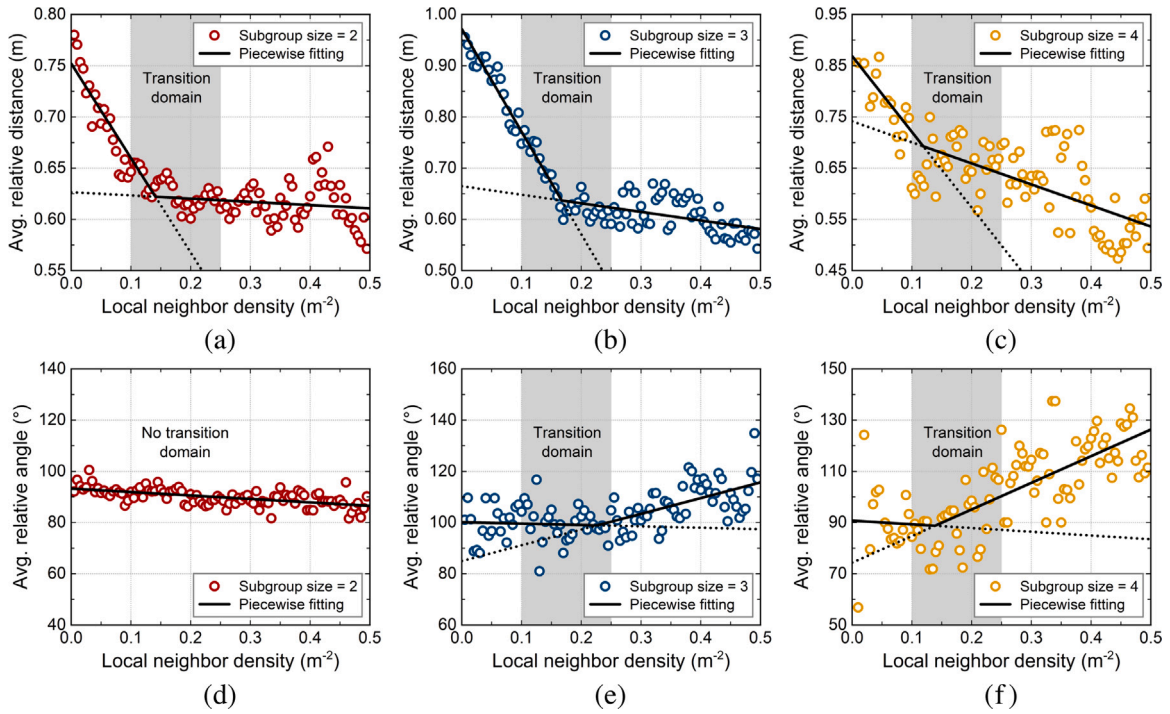 0.80
0.75
0.70
0.65
0.60
0.55
Avg. relative distance (m)
Subgroup size = 2
Piecewise fitting
Transition
domain
0.0 0.1 0.2 0.3 0.4 0.5
Local neighbor density (m-2)
(a)
1.00
0.90
0.80
0.70
0.60
0.50
Avg. relative distance (m)
Subgroup size = 3
Piecewise fitting
Transition
domain
0.0 0.1 0.2 0.3 0.4 0.5
Local neighbor density (m-2)
(b)
0.95
0.85
0.75
0.65
0.55
0.45
Avg. relative distance (m)
Subgroup size = 4
Piecewise fitting
Transition
domain
0.0 0.1 0.2 0.3 0.4 0.5
Local neighbor density (m-2)
(c)
140
120
100
80
60
40
Avg. relative angle (°)
No transition
domain
Subgroup size = 2
Piecewise fitting
0.0 0.1 0.2 0.3 0.4 0.5
Local neighbor density (m-2)
(d)
160
140
120
100
80
60
Avg. relative angle (°)
Transition
domain
Subgroup size = 3
Piecewise fitting
0.0 0.1 0.2 0.3 0.4 0.5
Local neighbor density (m-2)
(e)
150
130
110
90
70
50
Avg. relative angle (°)
Transition
domain
Subgroup size = 4
Piecewise fitting
0.0 0.1 0.2 0.3 0.4 0.5
Local neighbor density (m-2)
(f)